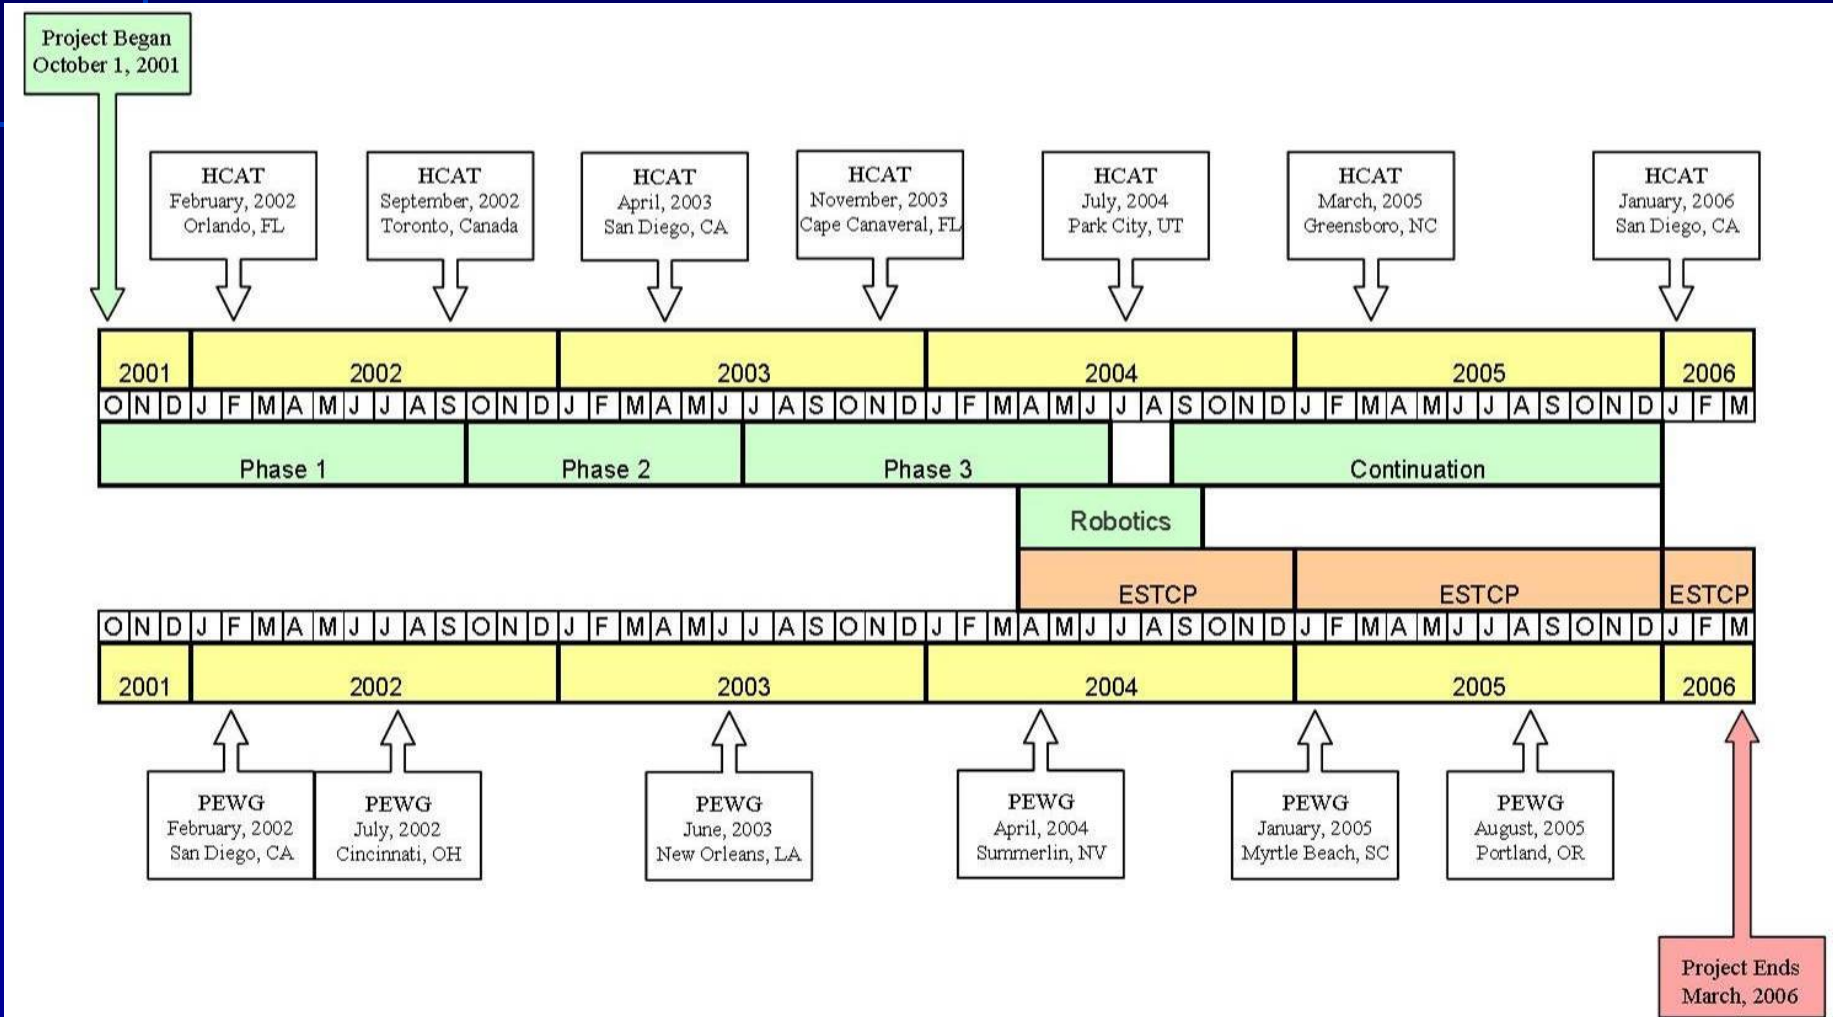 Project Began
October 1, 2001
HCAT
February, 2002
Orlando, FL
HCAT
September, 2002
Toronto, Canada
HCAT
April, 2003
San Diego, CA
HCAT
November, 2003
Cape Canaveral, FL
HCAT
July, 2004
Park City, UT
HCAT
March, 2005
Greensboro, NC
HCAT
January, 2006
San Diego, CA
2001 2002 2003 2004 2005 2006
O N D J F M A M J J A S O N D J F M A M J J A S O N D J F M A M J J A S O N D J F M A M J J A S O N D J F M
Phase 1 Phase 2 Phase 3 Continuation
Robotics
ESTCP ESTCP ESTCP
O N D J F M A M J J A S O N D J F M A M J J A S O N D J F M A M J J A S O N D J F M A M J J A S O N D J F M
2001 2002 2003 2004 2005 2006
PEWG
February, 2002
San Diego, CA
PEWG
July, 2002
Cincinnati, OH
PEWG
June, 2003
New Orleans, LA
PEWG
April, 2004
Summerlin, NV
PEWG
January, 2005
Myrtle Beach, SC
PEWG
August, 2005
Portland, OR
Project Ends
March, 2006